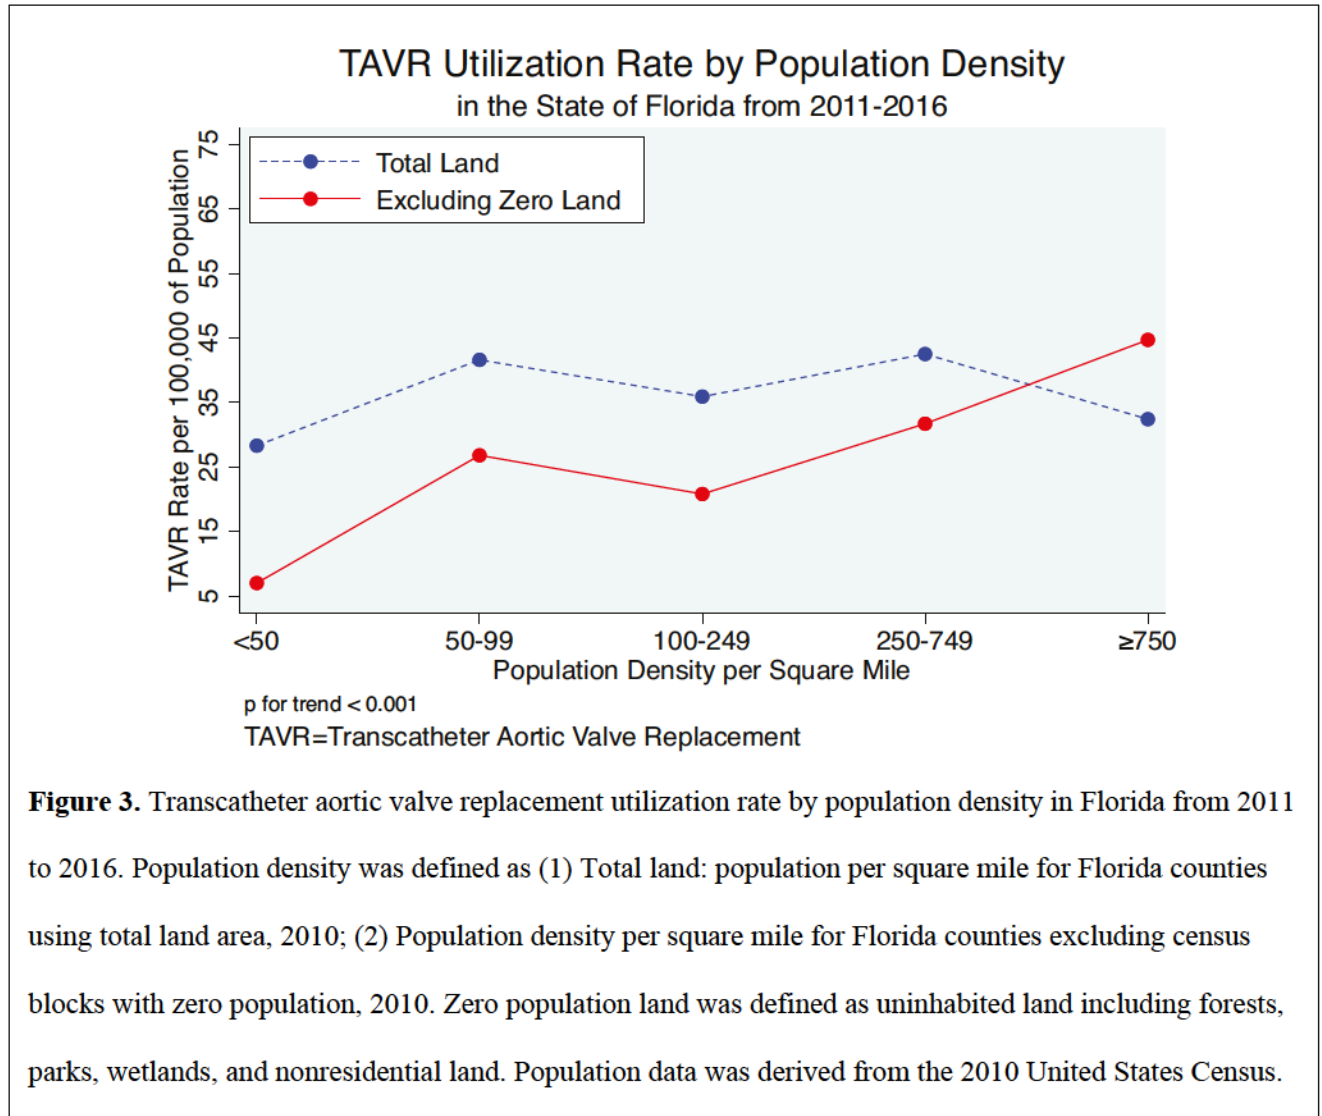 TAVR Utilization Rate by Population Density
in the State of Florida from 2011-2016
Total Land
Excluding Zero Land
TAVR Rate per 100,000 of Population
75
65
55
45
35
25
15
5
<50 50-99 100-249 250-749 ≥750
Population Density per Square Mile
p for trend < 0.001
TAVR=Transcatheter Aortic Valve Replacement
Figure 3. Transcatheter aortic valve replacement utilization rate by population density in Florida from 2011
to 2016. Population density was defined as (1) Total land: population per square mile for Florida counties
using total land area, 2010; (2) Population density per square mile for Florida counties excluding census
blocks with zero population, 2010. Zero population land was defined as uninhabited land including forests,
parks, wetlands, and nonresidential land. Population data was derived from the 2010 United States Census.